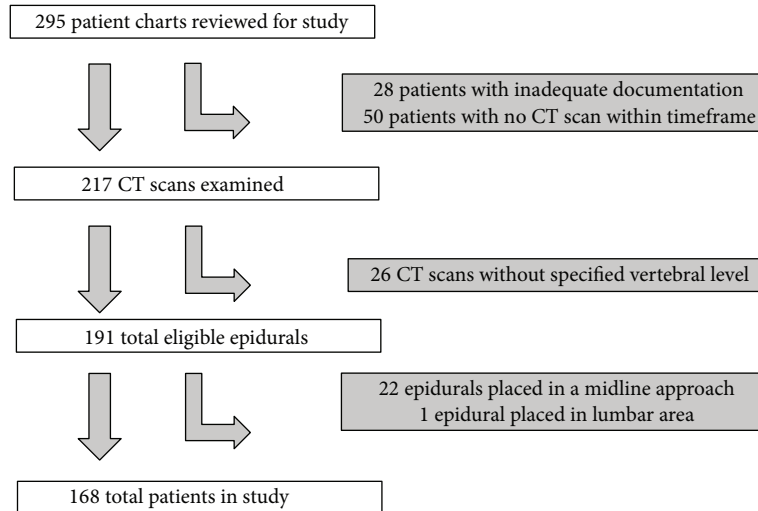 295 patient charts reviewed for study
28 patients with inadequate documentation
50 patients with no CT scan within timeframe
217 CT scans examined
26 CT scans without specified vertebral level
191 total eligible epidurals
22 epidurals placed in a midline approach
1 epidural placed in lumbar area
168 total patients in study